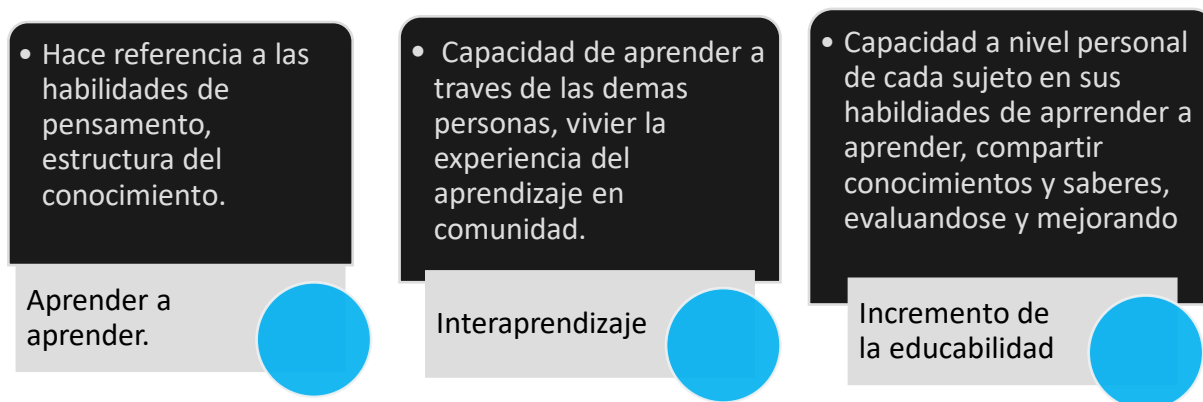 • Hace referencia a las
habilidades de
pensamento,
estructura del
conocimiento.
Aprender a
aprender.
• Capacidad de aprender a
traves de las demas
personas, vivier la
experiencia del
aprendizaje en
comunidad.
Interaprendizaje
• Capacidad a nivel personal
de cada sujeto en sus
habildiades de aprrender a
aprender, compartir
conocimientos y saberes,
evaluandose y mejorando
Incremento de
la educabilidad